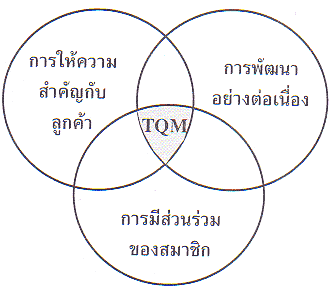 การให้ความ
สำคัญกับ
ลูกค้า
การพัฒนา
อย่างต่อเนื่อง
TQM
การมีส่วนร่วม
ของสมาชิก